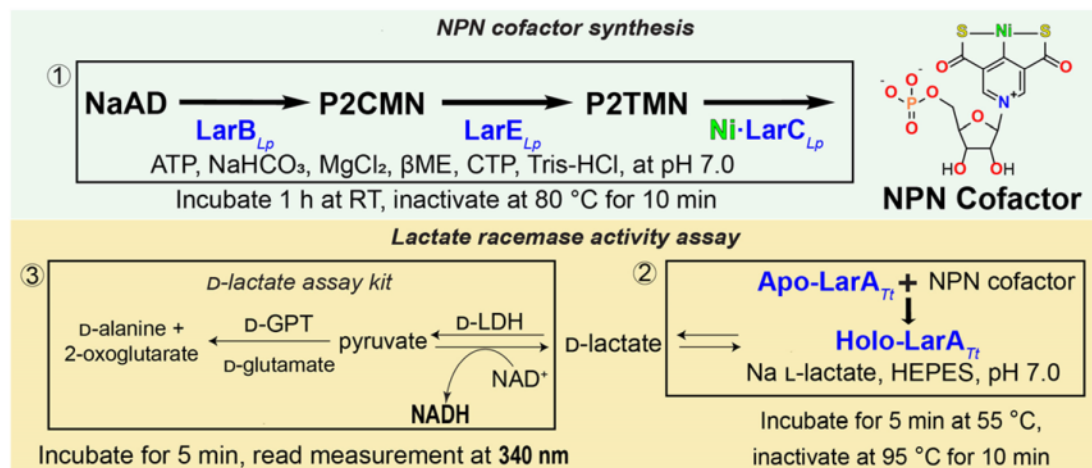 NPN cofactor synthesis
①
NaAD P2CMN P2TMN
LarB_Lp LarE_Lp Ni·LarC_Lp
ATP, NaHCO₃, MgCl₂, βME, CTP, Tris-HCl, at pH 7.0
Incubate 1 h at RT, inactivate at 80 °C for 10 min
S Ni S
O O
O⁻ P O O⁻ O
N⁺
O
HO OH
NPN Cofactor
Lactate racemase activity assay
③
D-lactate assay kit
D-alanine +
2-oxoglutarate
D-GPT
D-glutamate
pyruvate
D-LDH
NAD⁺
NADH
D-lactate
Incubate for 5 min, read measurement at 340 nm
②
Apo-LarA_Tt + NPN cofactor
Holo-LarA_Tt
Na L-lactate, HEPES, pH 7.0
Incubate for 5 min at 55 °C,
inactivate at 95 °C for 10 min